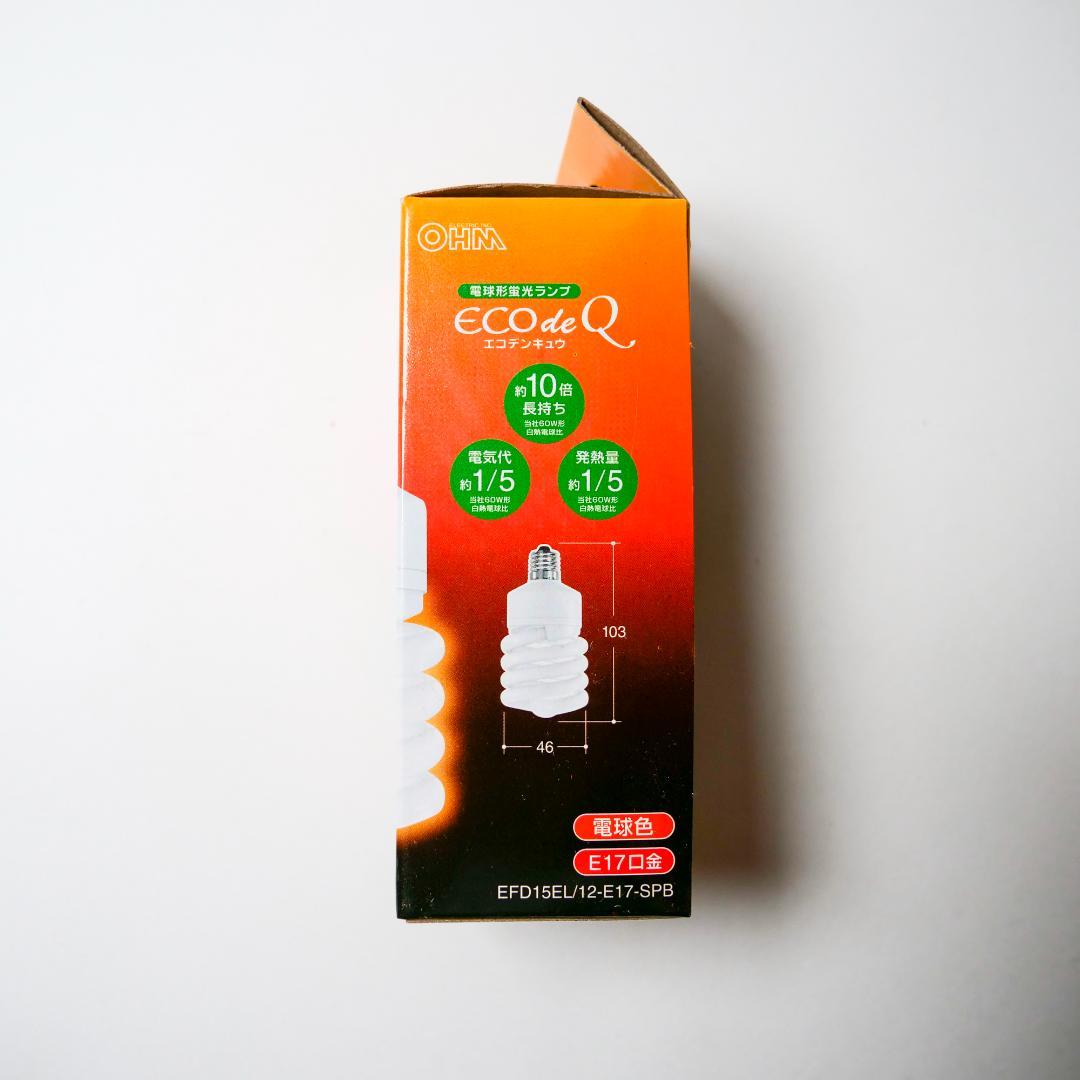 ELECTRIC INC.
OHM
電球形蛍光ランプ
ECO de Q
エコデンキュウ
約10倍
長持ち
当社60W形
白熱電球比
電気代
約1/5
当社60W形
白熱電球比
発熱量
約1/5
当社60W形
白熱電球比
103
46
電球色
E17口金
EFD15EL/12-E17-SPB